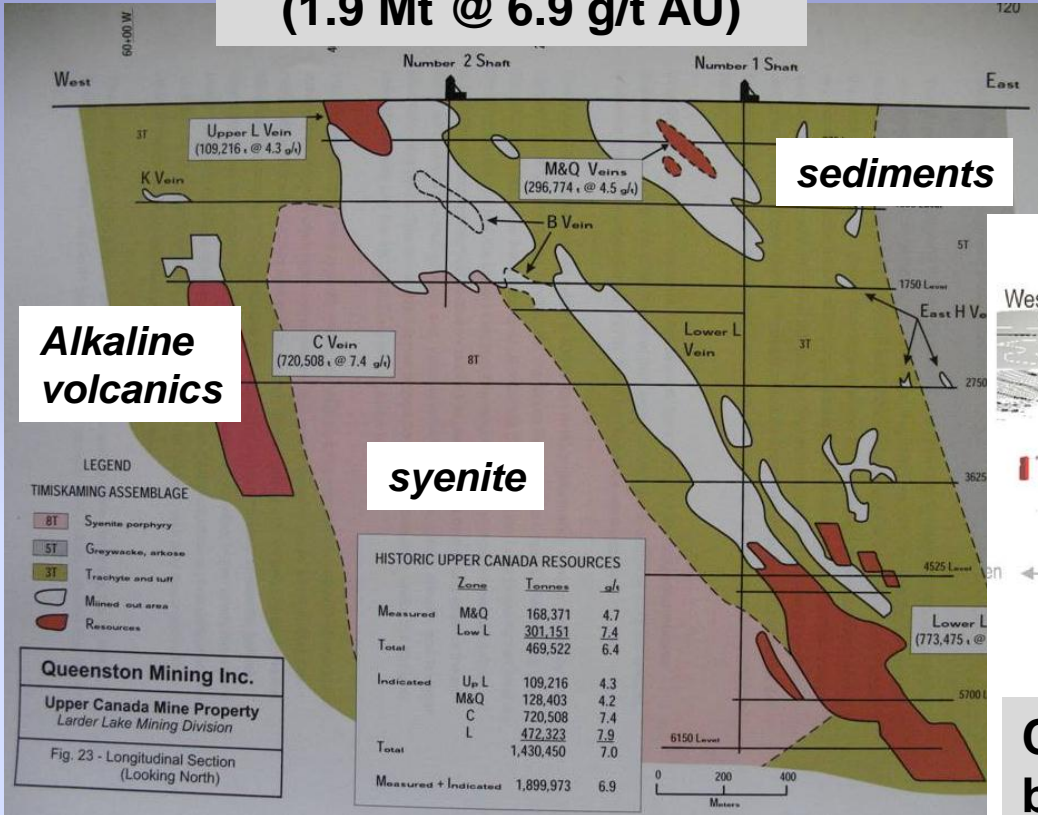 (1.9 Mt @ 6.9 g/t AU)
120
60+00 W
West
Number 2 Shaft
Number 1 Shaft
East
3T
Upper L Vein
(109,216 t @ 4.3 g/t)
M&Q Veins
(296,774 t @ 4.5 g/t)
sediments
K Vein
B Vein
5T
1750 Level
East H Ve
Wes
Alkaline
volcanics
C Vein
(720,508 t @ 7.4 g/t)
8T
Lower L
Vein
3T
2750
syenite
3625
LEGEND
TIMISKAMING ASSEMBLAGE
8T Syenite porphyry
5T Greywacke, arkose
3T Trachyte and tuff
Mined out area
Resources
4525 Level
en
Lower L
(773,475 t @
5700 L
6150 Level
HISTORIC UPPER CANADA RESOURCES
Zone Tonnes g/t
Measured M&Q 168,371 4.7
Low L 301,151 7.4
Total 469,522 6.4
Indicated Up L 109,216 4.3
M&Q 128,403 4.2
C 720,508 7.4
L 472,323 7.9
Total 1,430,450 7.0
Measured + Indicated 1,899,973 6.9
Queenston Mining Inc.
Upper Canada Mine Property
Larder Lake Mining Division
Fig. 23 - Longitudinal Section
(Looking North)
0 200 400
Meters